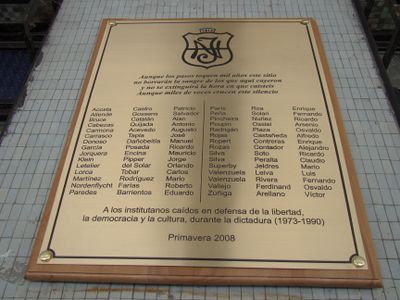 Aunque los pasos toquen mil años este sitio
no borrarán la sangre de los que aquí cayeron
y no se extinguirá la hora en que caísteis
Aunque miles de voces crucen este silencio
Acosta Castro Patricio Paris Roa Enrique
Allende Gossens Salvador Peña Solari Fernando
Bruce Catalán Alan Pincheira Nuñez Ricardo
Cabezas Quijada Antonio Poupin Oissel Arsenio
Carmona Acevedo Augusto Radrigán Plaza Osvaldo
Carrasco Tapia José Rojas Castañeda Alfredo
Donoso Dañobeitía Manuel Ropert Contreras Enrique
García Posada Ricardo Rozas Contador Alejandro
Jorquera Encina Mauricio Silva Soto Ricardo
Klein Pipper Jorge Silva Peralta Claudio
Letelier del Solar Orlando Superby Jeldres Mario
Lorca Tobar Carlos Valenzuela Leiva Luis
Martínez Rodríguez Mario Valenzuela Rivera Fernando
Nordenflycht Farías Roberto Vallejo Ferdinand Osvaldo
Paredes Barrientos Eduardo Zúñiga Arellano Víctor
A los institutanos caídos en defensa de la libertad,
la democracia y la cultura, durante la dictadura (1973-1990)
Primavera 2008